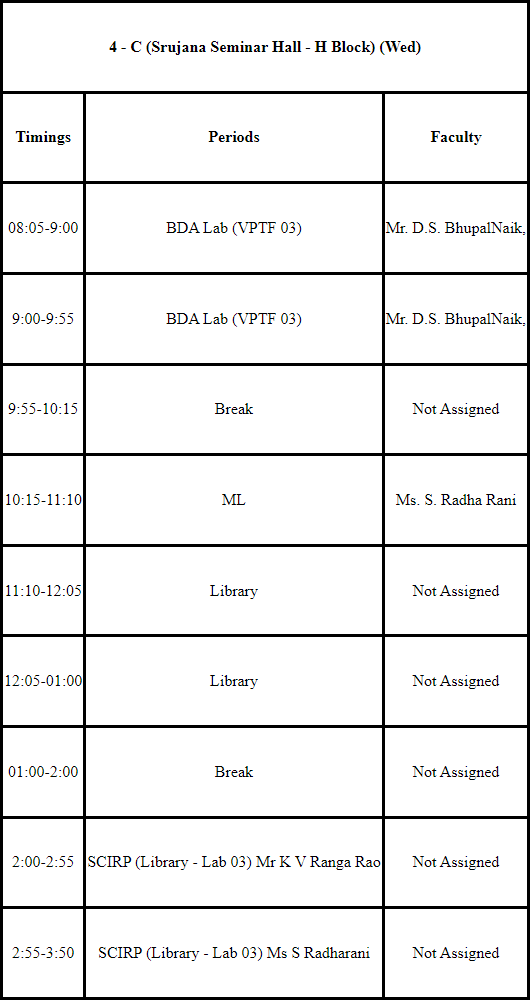 4 - C (Srujana Seminar Hall - H Block) (Wed)
Timings Periods Faculty
08:05-9:00 BDA Lab (VPTF 03) Mr. D.S. BhupalNaik,
9:00-9:55 BDA Lab (VPTF 03) Mr. D.S. BhupalNaik,
9:55-10:15 Break Not Assigned
10:15-11:10 ML Ms. S. Radha Rani
11:10-12:05 Library Not Assigned
12:05-01:00 Library Not Assigned
01:00-2:00 Break Not Assigned
2:00-2:55 SCIRP (Library - Lab 03) Mr K V Ranga Rao Not Assigned
2:55-3:50 SCIRP (Library - Lab 03) Ms S Radharani Not Assigned